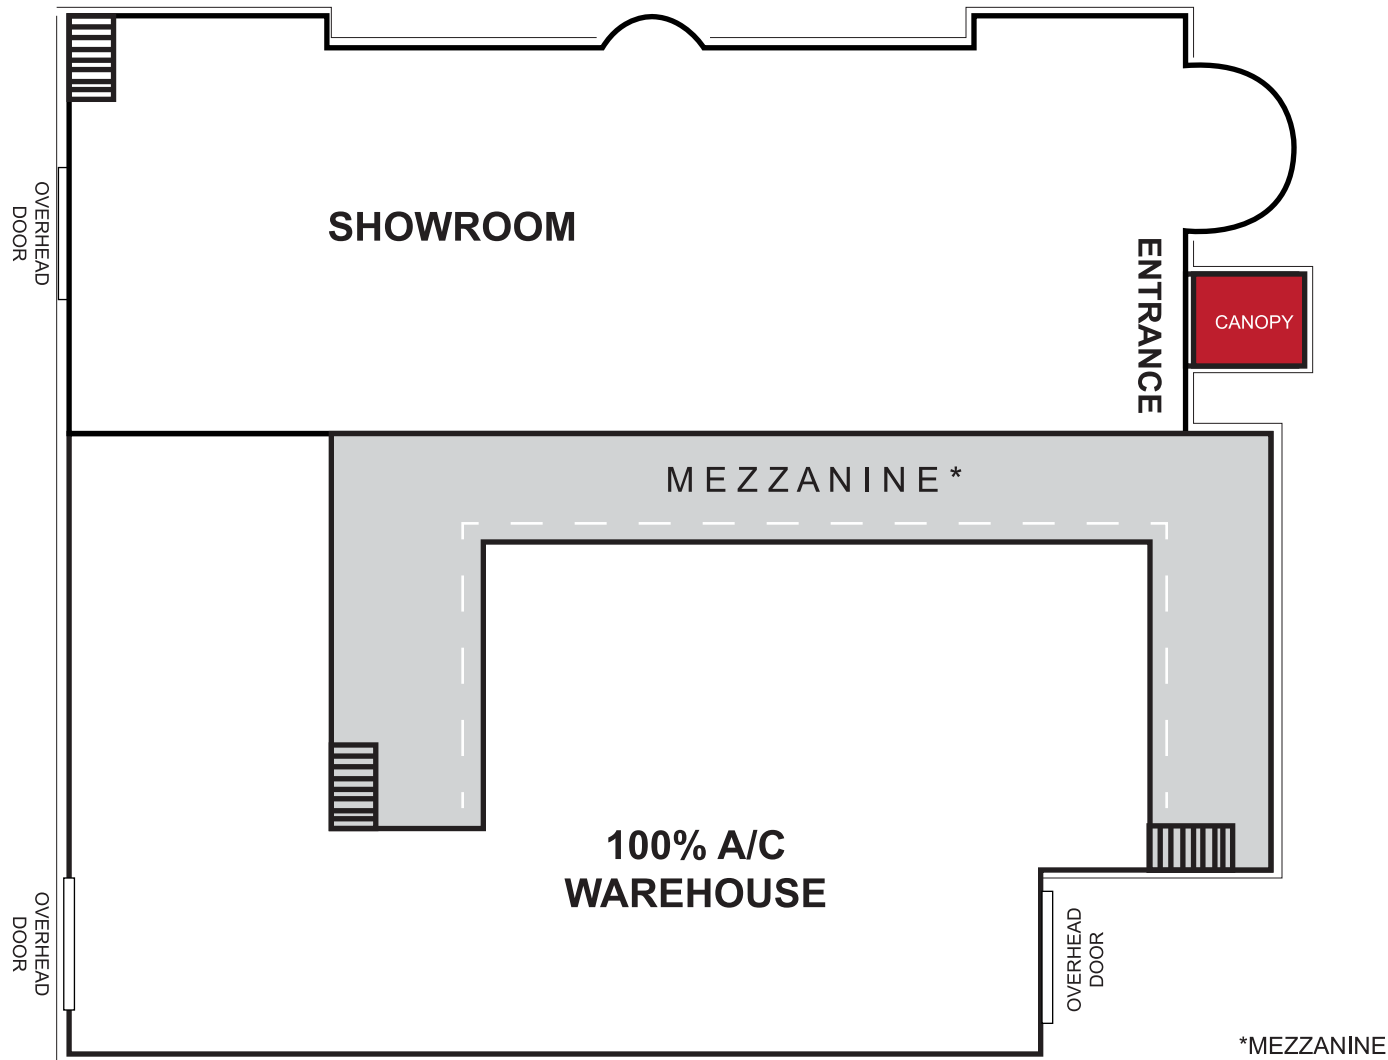 OVERHEAD
DOOR
SHOWROOM
ENTRANCE
CANOPY
MEZZANINE*
100% A/C
WAREHOUSE
OVERHEAD
DOOR
OVERHEAD
DOOR
*MEZZANINE